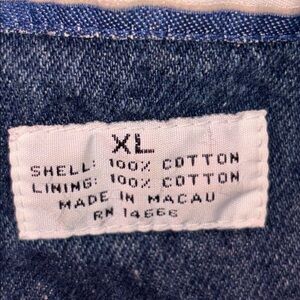 XL
SHELL: 100% COTTON
LINING: 100% COTTON
MADE IN MACAU
RN 14666